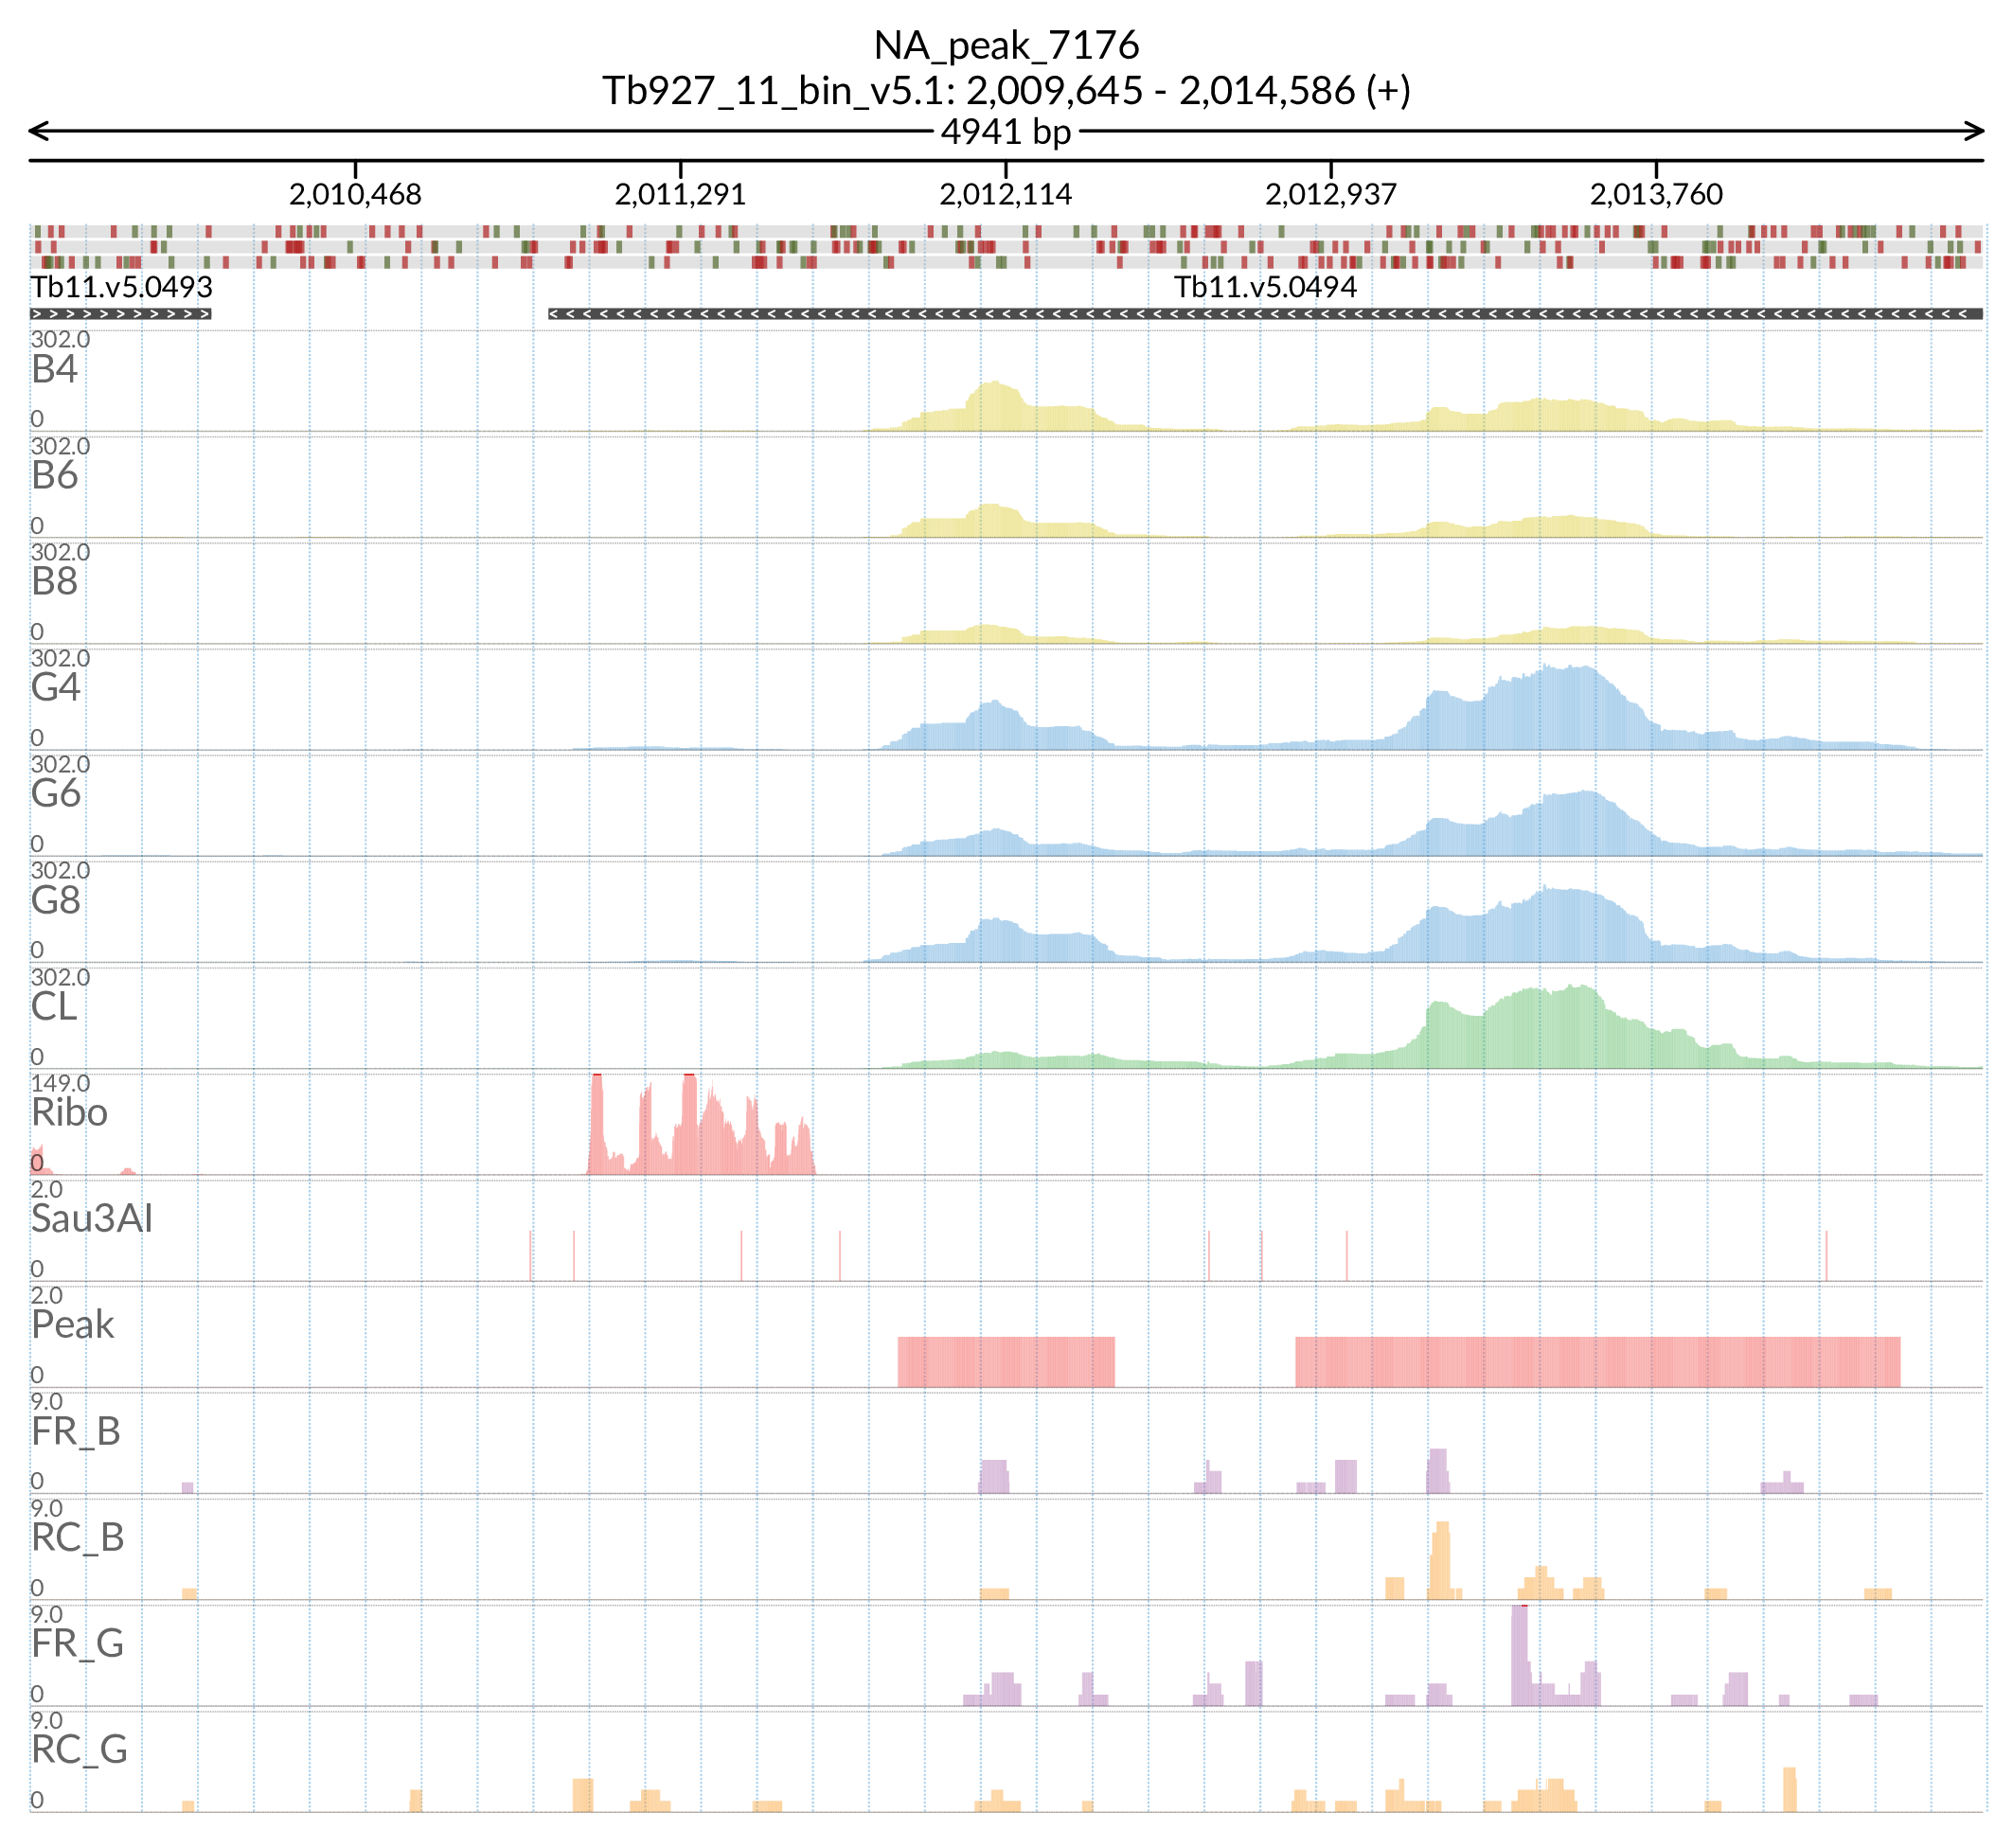 NA_peak_7176
Tb927_11_bin_v5.1: 2,009,645 - 2,014,586 (+)
4941 bp
2,010,468 2,011,291 2,012,114 2,012,937 2,013,760
Tb11.v5.0493 Tb11.v5.0494
302.0
B4
0
302.0
B6
0
302.0
B8
0
302.0
G4
0
302.0
G6
0
302.0
G8
0
302.0
CL
0
149.0
Ribo
0
2.0
Sau3AI
0
2.0
Peak
0
9.0
FR_B
0
9.0
RC_B
0
9.0
FR_G
0
9.0
RC_G
0